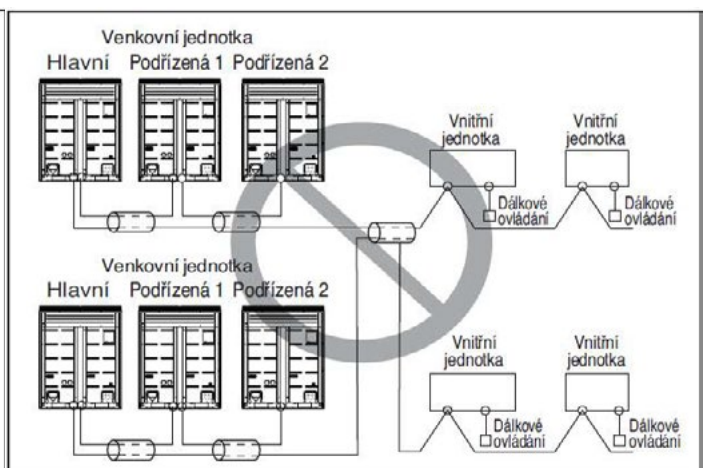 Venkovní jednotka
Hlavní Podřízená 1 Podřízená 2
Vnitřní
jednotka
Vnitřní
jednotka
Dálkové
ovládání
Dálkové
ovládání
Venkovní jednotka
Hlavní Podřízená 1 Podřízená 2
Vnitřní
jednotka
Vnitřní
jednotka
Dálkové
ovládání
Dálkové
ovládání